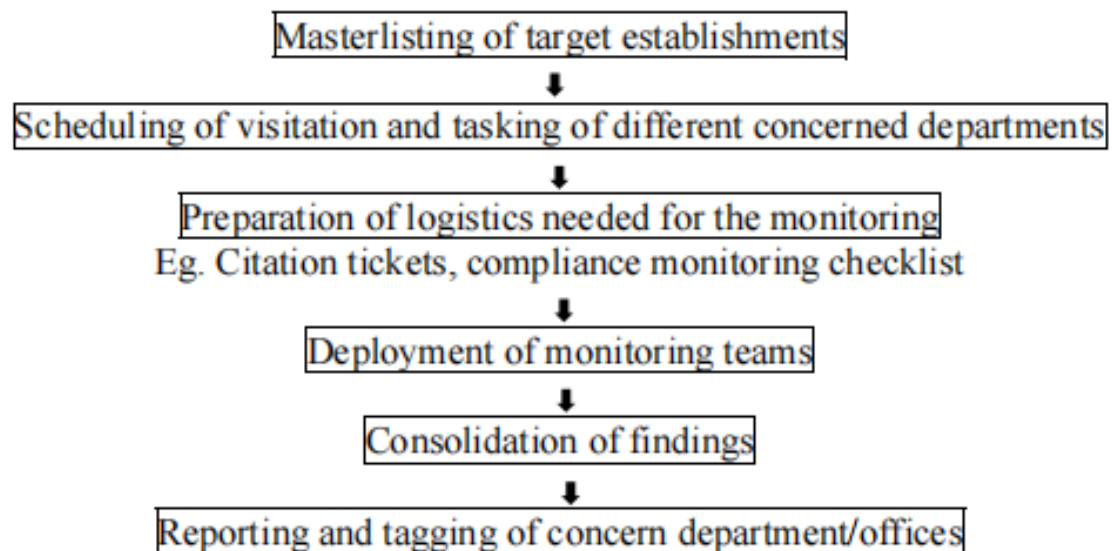 Masterlisting of target establishments
Scheduling of visitation and tasking of different concerned departments
Preparation of logistics needed for the monitoring
Eg. Citation tickets, compliance monitoring checklist
Deployment of monitoring teams
Consolidation of findings
Reporting and tagging of concern department/offices